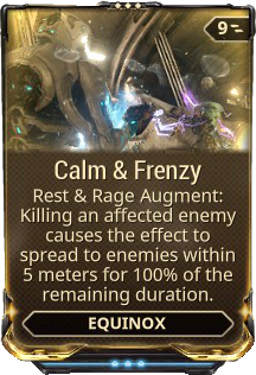 9
Calm & Frenzy
Rest & Rage Augment:
Killing an affected enemy
causes the effect to
spread to enemies within
5 meters for 100% of the
remaining duration.
EQUINOX